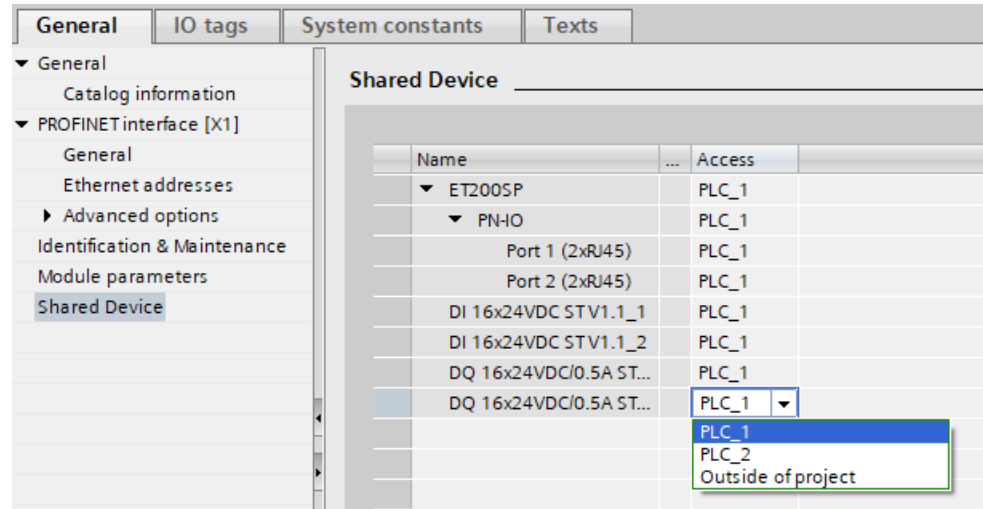 General IO tags System constants Texts
General
Catalog information
PROFINET interface [X1]
General
Ethernet addresses
Advanced options
Identification & Maintenance
Module parameters
Shared Device
Shared Device
Name ... Access
ET200SP PLC_1
PN-IO PLC_1
Port 1 (2xRJ45) PLC_1
Port 2 (2xRJ45) PLC_1
DI 16x24VDC ST V1.1_1 PLC_1
DI 16x24VDC ST V1.1_2 PLC_1
DQ 16x24VDC/0.5A ST... PLC_1
DQ 16x24VDC/0.5A ST... PLC_1
PLC_1
PLC_2
Outside of project